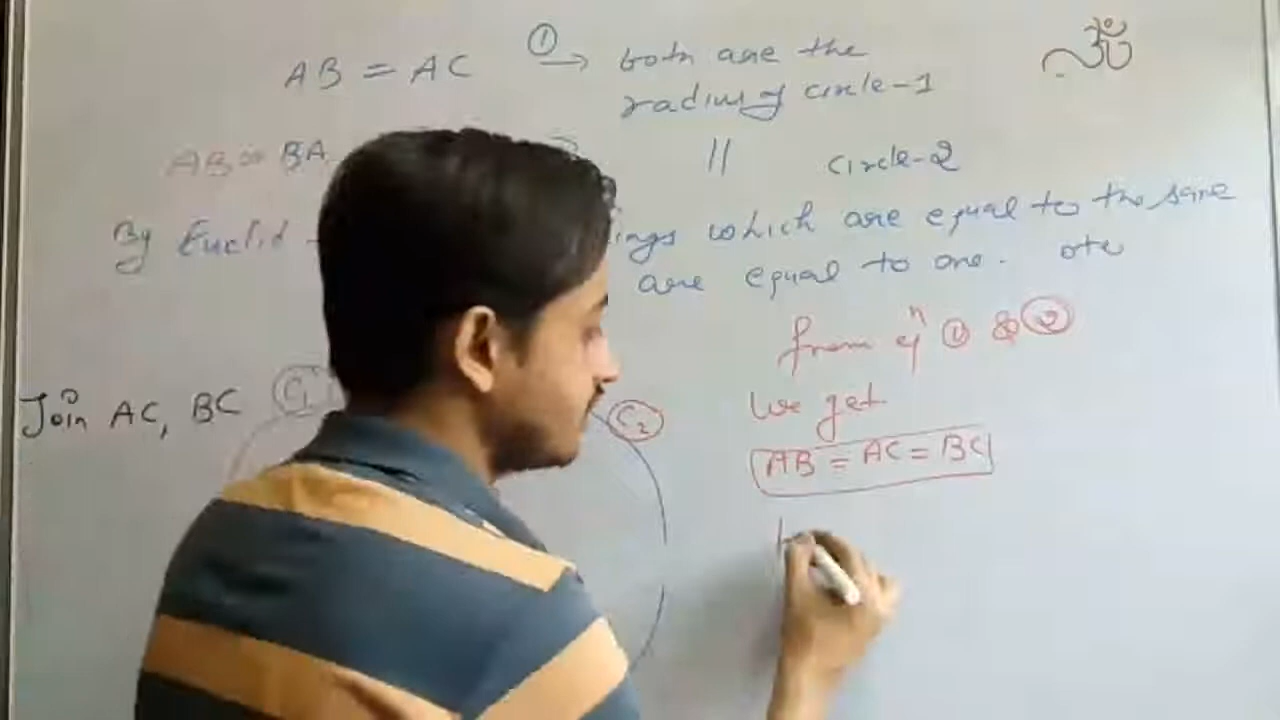 AB = AC ① → both are the
radius of circle-1
ॐ
AB = BA
〃 circle-2
By Euclid which are equal to the same
are equal to one. ote
from eqⁿ ① & ②
We get
AB = AC = BC
Join AC, BC
C₁
C₂